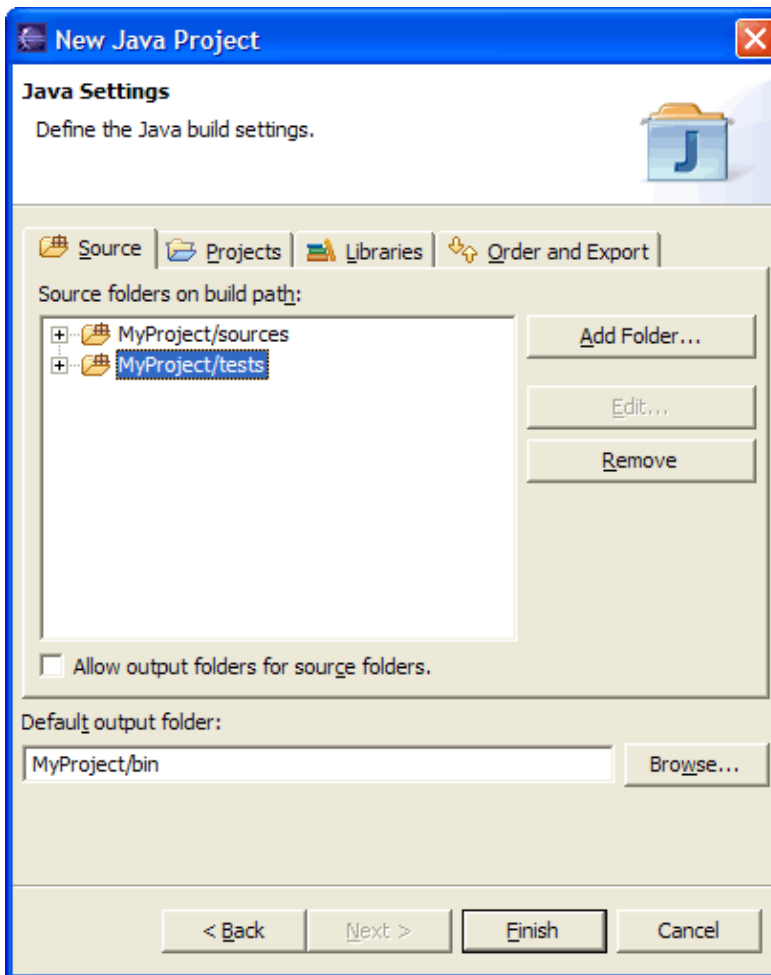 New Java Project
Java Settings
Define the Java build settings.
Source Projects Libraries Order and Export
Source folders on build path:
MyProject/sources
MyProject/tests
Add Folder...
Edit...
Remove
Allow output folders for source folders.
Default output folder:
MyProject/bin Browse...
< Back Next > Finish Cancel